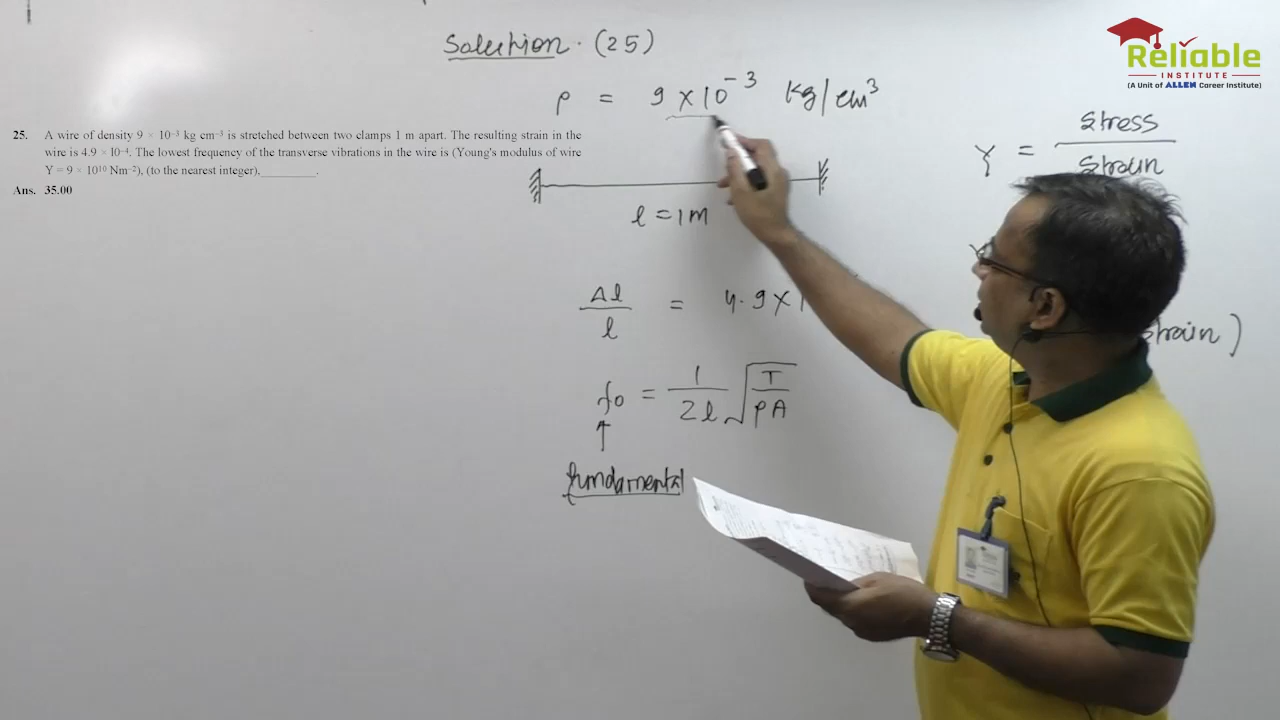 Reliable
INSTITUTE
(A Unit of ALLEN Career Institute)
Solution. (25)
ρ = 9 × 10⁻³ kg/cm³
25. A wire of density 9 × 10⁻³ kg cm⁻³ is stretched between two clamps 1 m apart. The resulting strain in the
wire is 4.9 × 10⁻⁴. The lowest frequency of the transverse vibrations in the wire is (Young's modulus of wire
Y = 9 × 10¹⁰ Nm⁻²), (to the nearest integer),________.
Ans. 35.00
Y = Stress / Strain
l = 1m
Δl / l = 4.9 × 1
Strain)
f₀ = 1/2l √T/ρA
fundamental